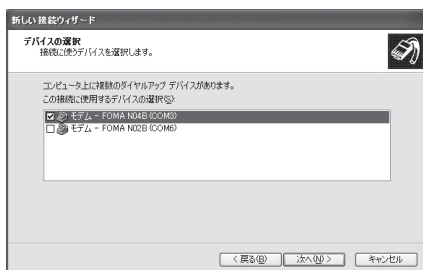 新しい接続ウィザード
デバイスの選択
接続に使うデバイスを選択します。
コンピュータ上に複数のダイヤルアップ デバイスがあります。
この接続に使用するデバイスの選択(S):
モデム - FOMA N04B (COM3)
モデム - FOMA N02B (COM6)
< 戻る(B) 次へ(N) > キャンセル